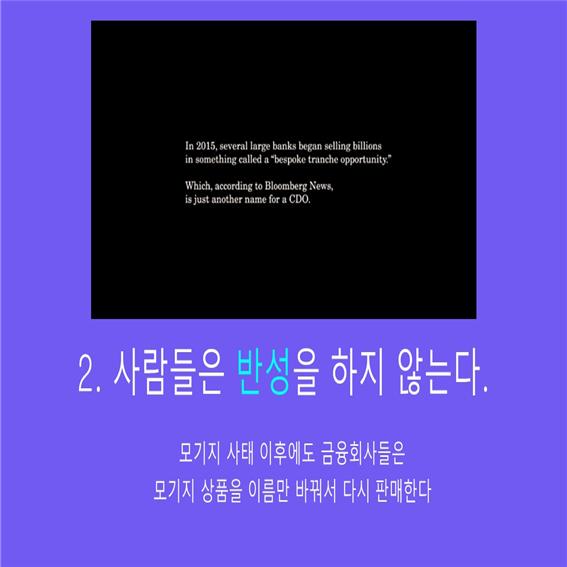 In 2015, several large banks began selling billions
in something called a “bespoke tranche opportunity.”
Which, according to Bloomberg News,
is just another name for a CDO.
2. 사람들은 반성을 하지 않는다.
모기지 사태 이후에도 금융회사들은
모기지 상품을 이름만 바꿔서 다시 판매한다